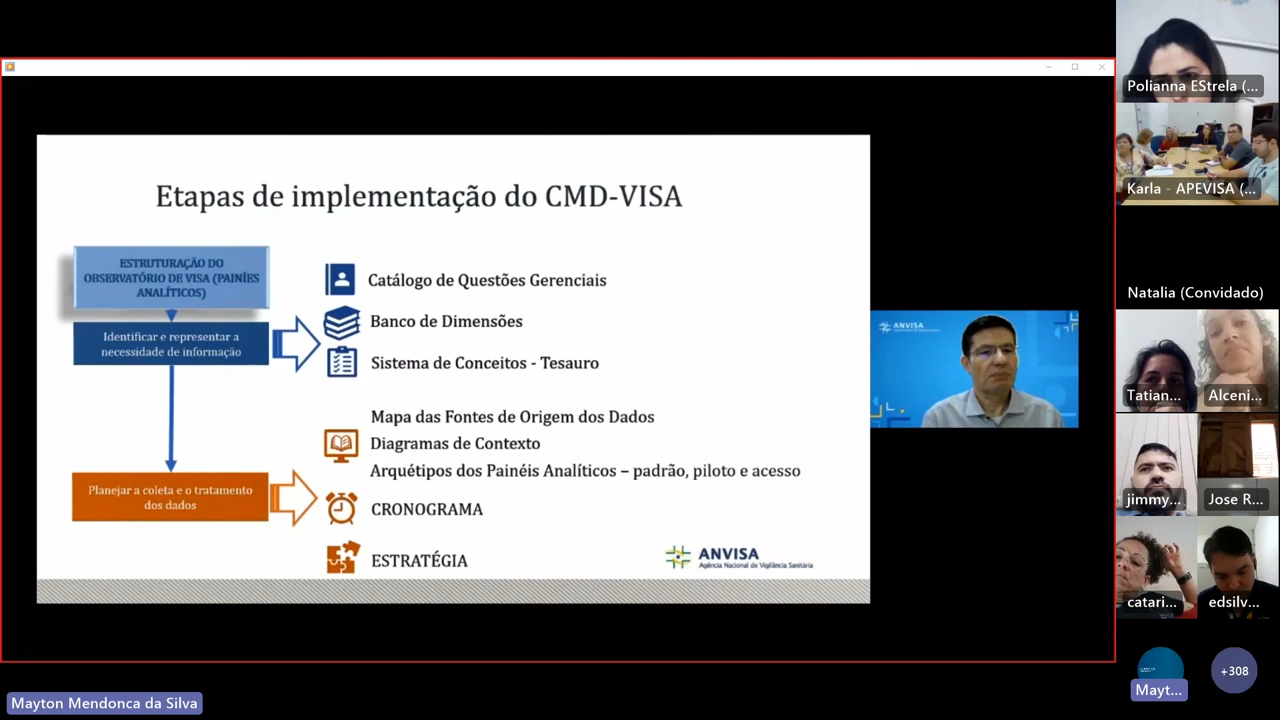 Etapas de implementação do CMD-VISA
ESTRUTURAÇÃO DO
OBSERVATÓRIO DE VISA (PAINÍES
ANALÍTICOS)
Identificar e representar a
necessidade de informação
Catálogo de Questões Gerenciais
Banco de Dimensões
Sistema de Conceitos - Tesauro
Mapa das Fontes de Origem dos Dados
Diagramas de Contexto
Arquétipos dos Painéis Analíticos – padrão, piloto e acesso
Planejar a coleta e o tratamento
dos dados
CRONOGRAMA
ESTRATÉGIA
ANVISA
Agência Nacional de Vigilância Sanitária
ANVISA
Polianna EStrela (...
Karla - APEVISA (...
Natalia (Convidado)
Tatian...
Alceni...
jimmy...
Jose R...
catari...
edsilv...
Mayt...
+308
Mayton Mendonca da Silva